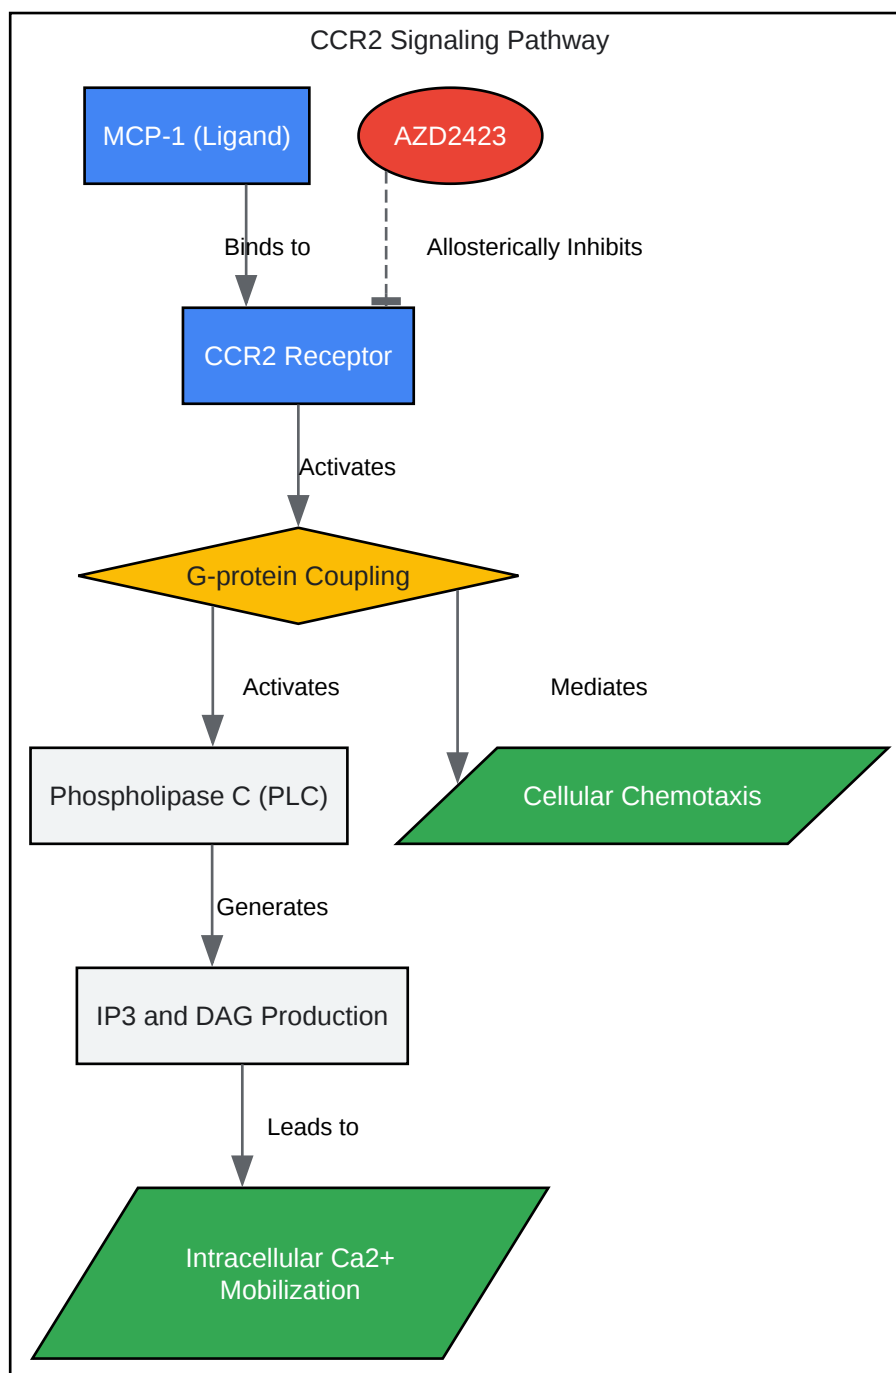 CCR2 Signaling Pathway
MCP-1 (Ligand)
AZD2423
Binds to
Allosterically Inhibits
CCR2 Receptor
Activates
G-protein Coupling
Activates
Mediates
Phospholipase C (PLC)
Cellular Chemotaxis
Generates
IP3 and DAG Production
Leads to
Intracellular Ca2+
Mobilization